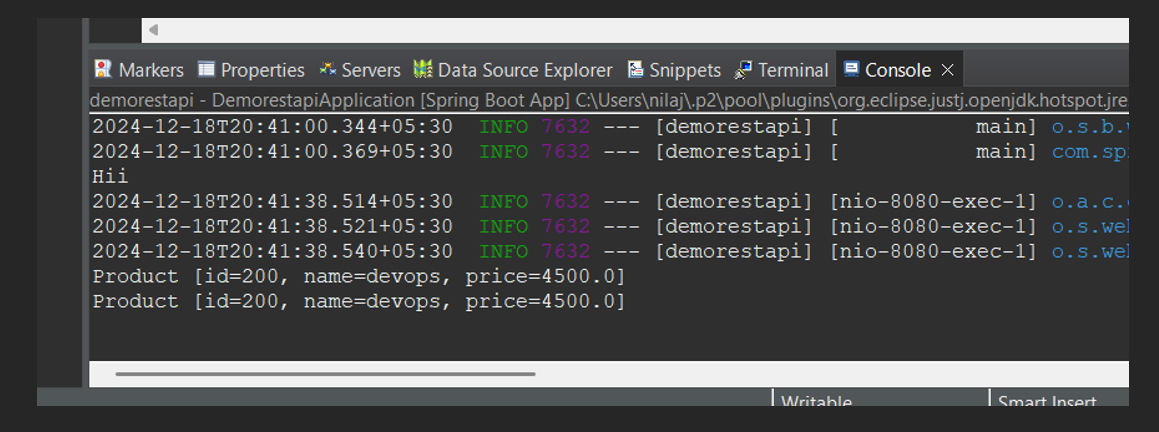 Markers Properties Servers Data Source Explorer Snippets Terminal Console
demorestapi - DemorestapiApplication [Spring Boot App] C:\Users\nilaj\.p2\pool\plugins\org.eclipse.justj.openjdk.hotspot.jre
2024-12-18T20:41:00.344+05:30 INFO 7632 --- [demorestapi] [ main] o.s.b.
2024-12-18T20:41:00.369+05:30 INFO 7632 --- [demorestapi] [ main] com.sp
Hii
2024-12-18T20:41:38.514+05:30 INFO 7632 --- [demorestapi] [nio-8080-exec-1] o.a.c.
2024-12-18T20:41:38.521+05:30 INFO 7632 --- [demorestapi] [nio-8080-exec-1] o.s.we
2024-12-18T20:41:38.540+05:30 INFO 7632 --- [demorestapi] [nio-8080-exec-1] o.s.we
Product [id=200, name=devops, price=4500.0]
Product [id=200, name=devops, price=4500.0]
Writable Smart Insert